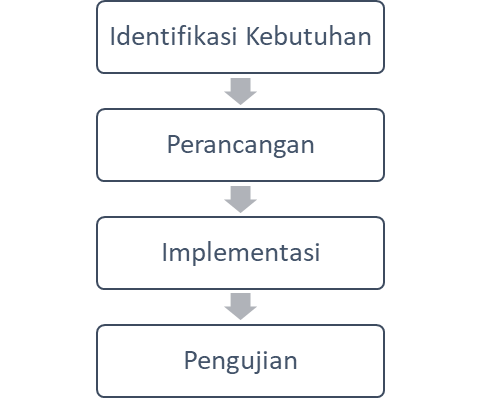 Identifikasi Kebutuhan
Perancangan
Implementasi
Pengujian